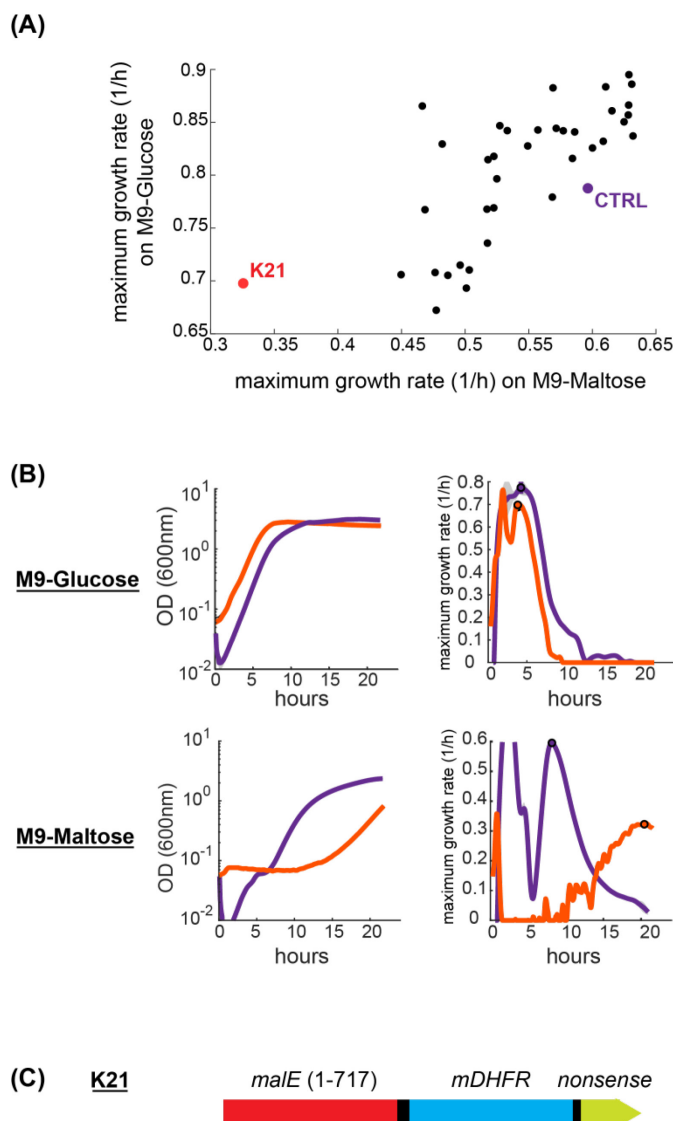 (A)
maximum growth rate (1/h)
on M9-Glucose
0.9
0.85
0.8
0.75
0.7
0.65
K21
CTRL
0.3 0.35 0.4 0.45 0.5 0.55 0.6 0.65
maximum growth rate (1/h) on M9-Maltose
(B)
M9-Glucose
OD (600nm)
10^1
10^0
10^-1
10^-2
0 5 10 15 20
hours
maximum growth rate (1/h)
0.8
0.7
0.6
0.5
0.4
0.3
0.2
0.1
0
0 5 10 15 20
hours
M9-Maltose
OD (600nm)
10^1
10^0
10^-1
10^-2
0 5 10 15 20
hours
maximum growth rate (1/h)
0.6
0.5
0.4
0.3
0.2
0.1
0
0 5 10 15 20
hours
(C) K21 malE (1-717) mDHFR nonsense